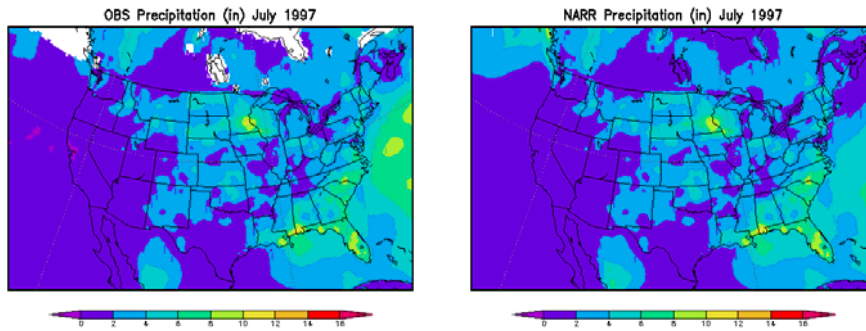 OBS Precipitation (in) July 1997
NARR Precipitation (in) July 1997
0 2 4 6 8 10 12 14 16
0 2 4 6 8 10 12 14 16